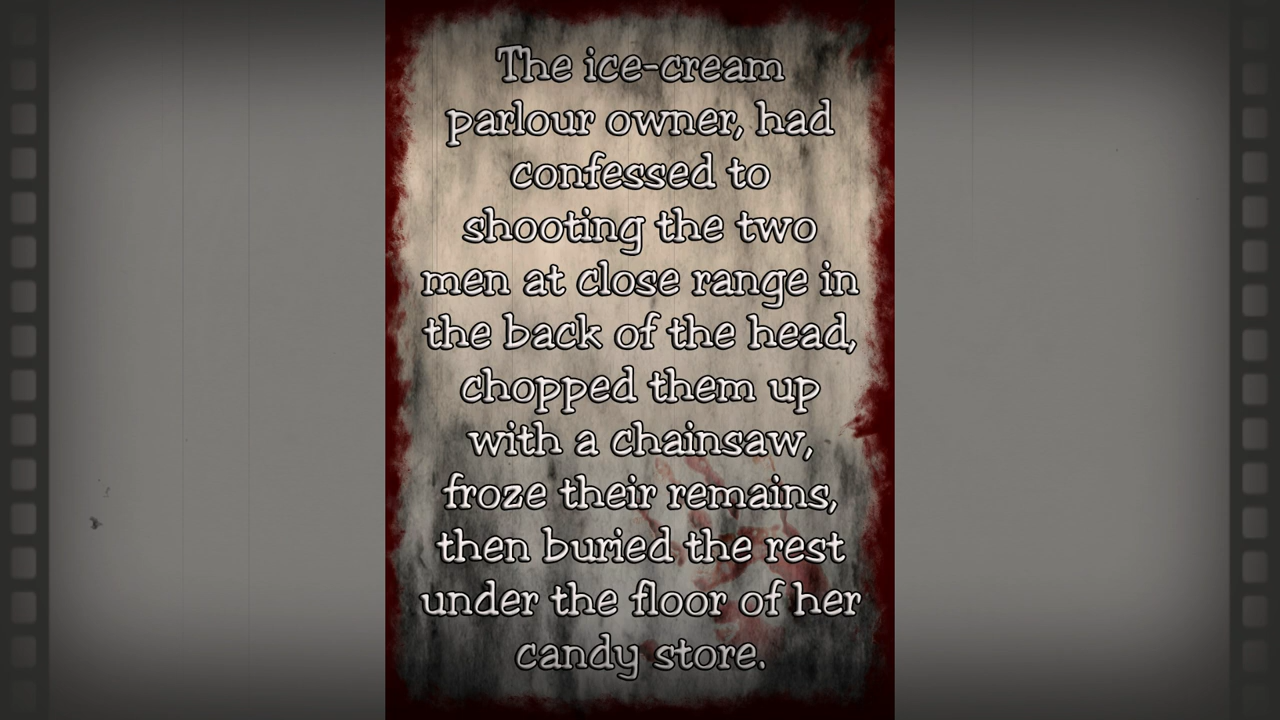 The ice-cream
parlour owner, had
confessed to
shooting the two
men at close range in
the back of the head,
chopped them up
with a chainsaw,
froze their remains,
then buried the rest
under the floor of her
candy store.